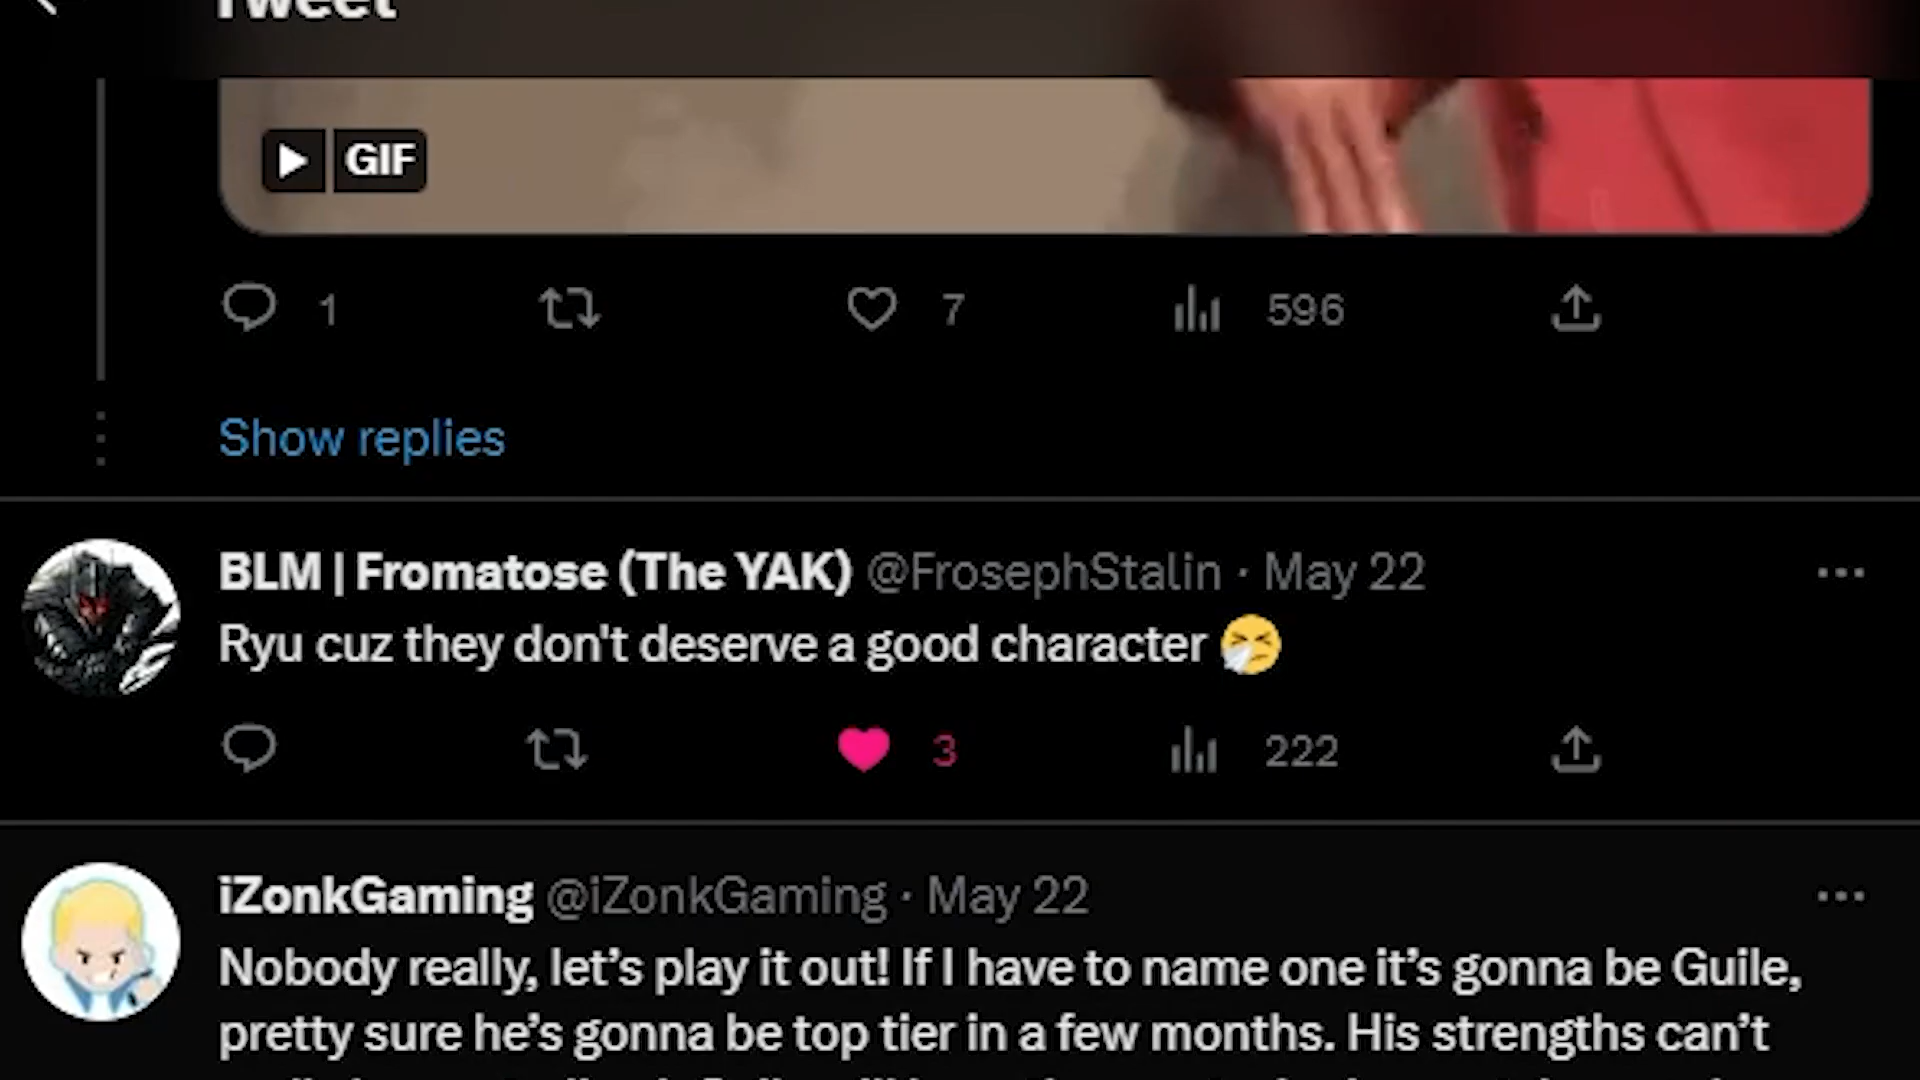 Tweet
GIF
1 7 596
Show replies
BLM | Fromatose (The YAK) @FrosephStalin · May 22
Ryu cuz they don't deserve a good character 🤧
3 222
iZonkGaming @iZonkGaming · May 22
Nobody really, let’s play it out! If I have to name one it’s gonna be Guile,
pretty sure he’s gonna be top tier in a few months. His strengths can’t